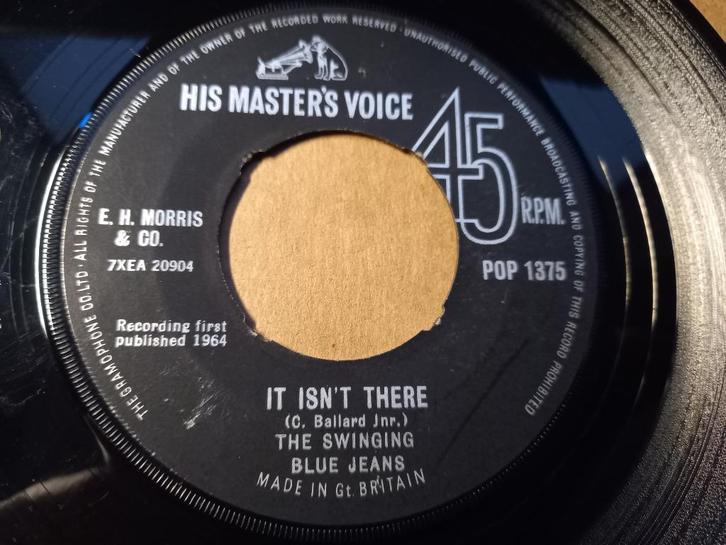 THE GRAMOPHONE CO. LTD. · ALL RIGHTS OF THE MANUFACTURER AND OF THE OWNER OF THE RECORDED WORK RESERVED · UNAUTHORISED PUBLIC PERFORMANCE BROADCASTING AND COPYING OF THIS RECORD PROHIBITED
HIS MASTER'S VOICE
45
R.P.M.
E. H. MORRIS
& CO.
7XEA 20904
POP 1375
Recording first
published 1964
IT ISN'T THERE
(C. Ballard Jnr.)
THE SWINGING
BLUE JEANS
MADE IN Gt. BRITAIN